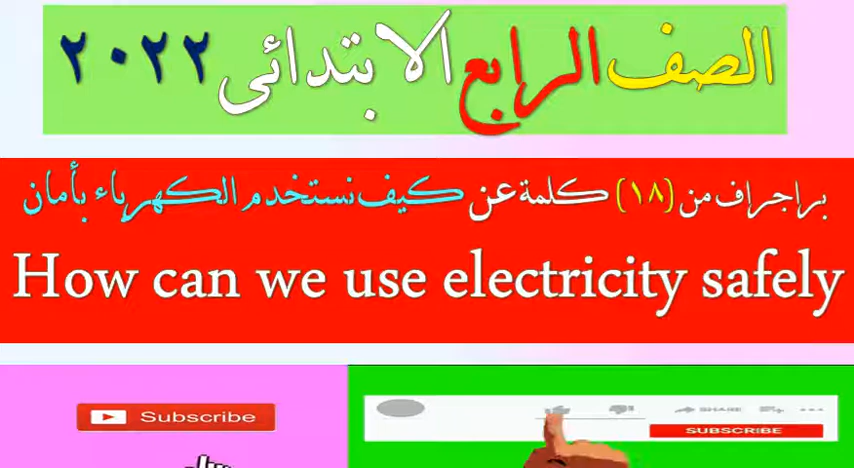 الصف الرابع الابتدائى ٢٠٢٢
براجراف من (١٨) كلمة عن كيف نستخدم الكهرباء بأمان
How can we use electricity safely
Subscribe
SHARE
SUBSCRIBE